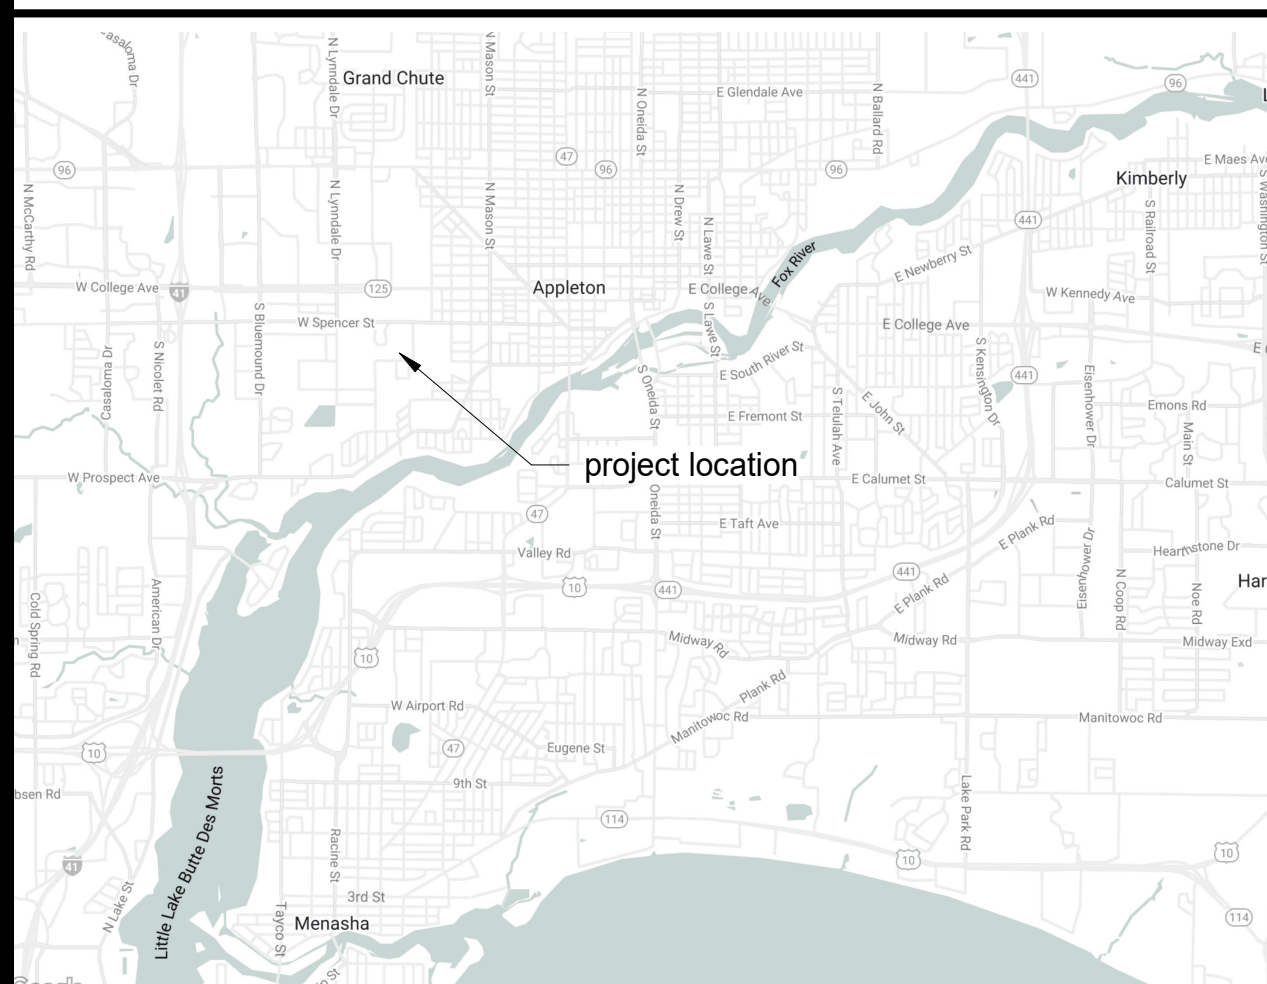 Casaloma Dr
N Lynndale Dr
Grand Chute
N Mason St
N Oneida St
E Glendale Ave
N Ballard Rd
441
96
96
47
96
96
N McCarthy Rd
N Lynndale Dr
N Mason St
N Drew St
N Lawe St
E Maes Ave
Kimberly
S Railroad St
S Washington St
441
Fox River
E Newberry St
W College Ave
41
125
Appleton
E College Ave
W Kennedy Ave
W Spencer St
S Bluemound Dr
S Nicolet Rd
Casaloma Dr
S Lawe St
E College Ave
S Kensington Dr
E South River St
S Oneida St
441
Eisenhower Dr
E Fremont St
S Telulah Ave
E John St
Emons Rd
Main St
project location
W Prospect Ave
E Calumet St
Calumet St
47
Oneida St
E Taft Ave
E Plank Rd
Valley Rd
Eisenhower Dr
Hearthstone Dr
10
441
441
E Plank Rd
N Coop Rd
Noe Rd
Har
Cold Spring Rd
American Dr
10
Midway Rd
Midway Rd
Midway Exd
Plank Rd
W Airport Rd
Manitowoc Rd
Manitowoc Rd
10
47
Eugene St
9th St
bsen Rd
Little Lake Butte Des Morts
Lake Park Rd
114
Racine St
10
10
41
N Lake St
3rd St
Tayco St
Menasha
114